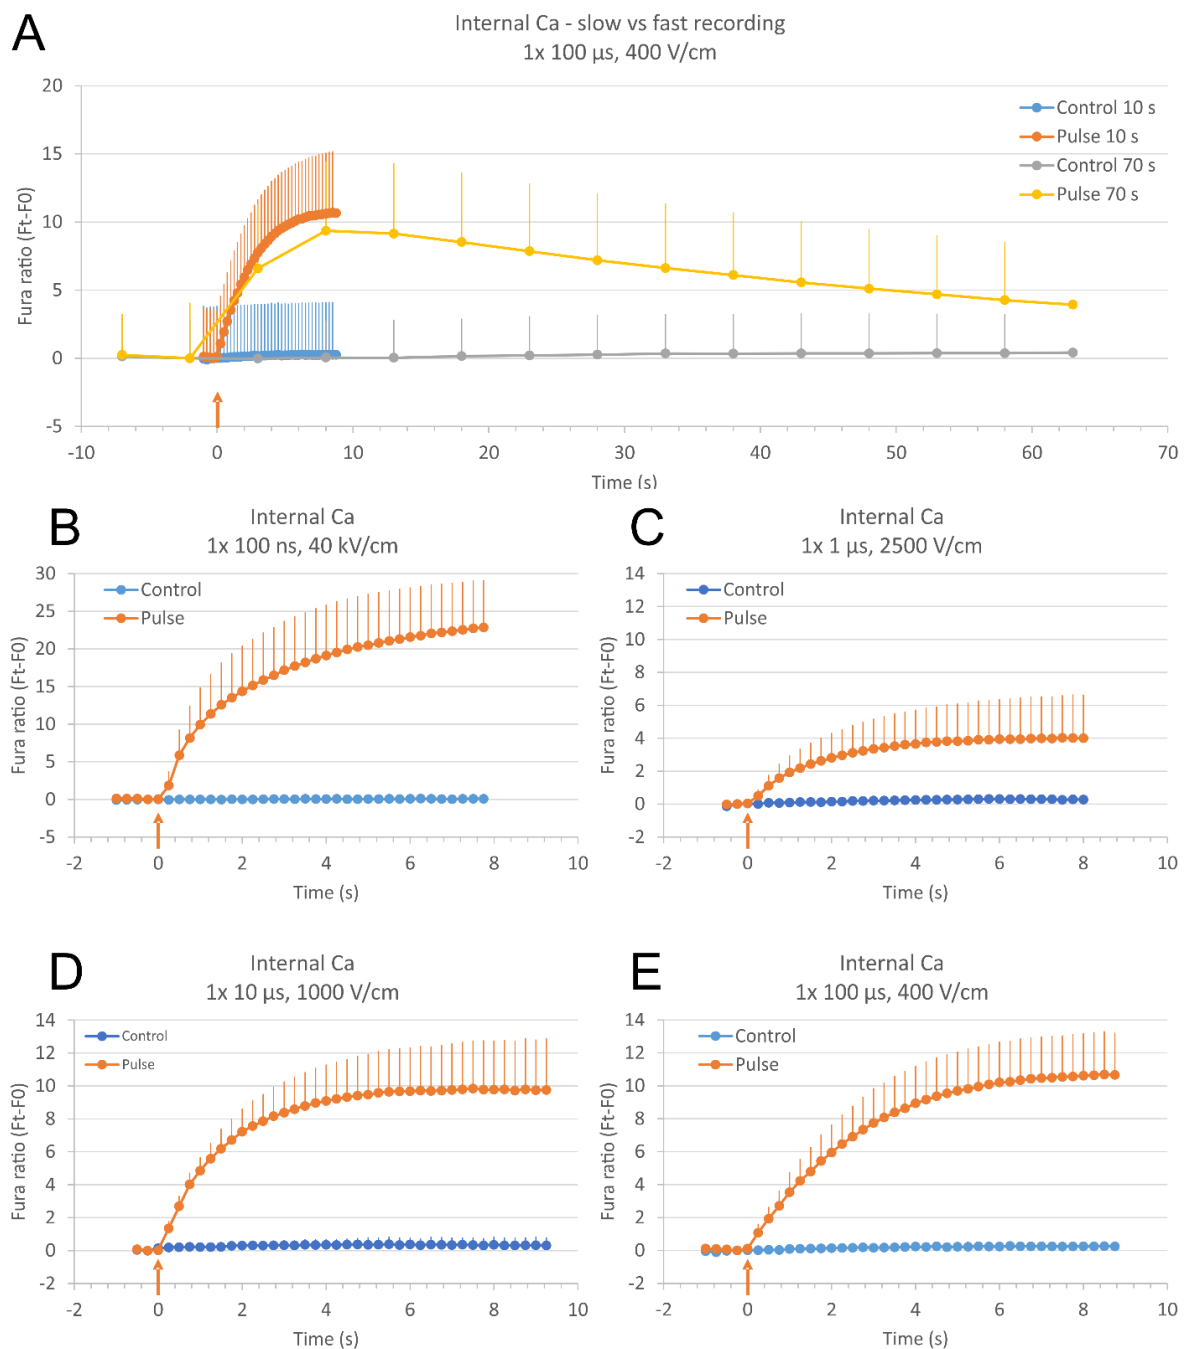 A
Internal Ca - slow vs fast recording
1x 100 μs, 400 V/cm
Fura ratio (Ft-F0)
20
15
10
5
0
-5
Control 10 s
Pulse 10 s
Control 70 s
Pulse 70 s
-10 0 10 20 30 40 50 60 70
Time (s)
B
Internal Ca
1x 100 ns, 40 kV/cm
Fura ratio (Ft-F0)
30
25
20
15
10
5
0
-5
Control
Pulse
-2 0 2 4 6 8 10
Time (s)
C
Internal Ca
1x 1 μs, 2500 V/cm
Fura ratio (Ft-F0)
14
12
10
8
6
4
2
0
-2
Control
Pulse
-2 0 2 4 6 8 10
Time (s)
D
Internal Ca
1x 10 μs, 1000 V/cm
Fura ratio (Ft-F0)
14
12
10
8
6
4
2
0
-2
Control
Pulse
-2 0 2 4 6 8 10
Time (s)
E
Internal Ca
1x 100 μs, 400 V/cm
Fura ratio (Ft-F0)
14
12
10
8
6
4
2
0
-2
Control
Pulse
-2 0 2 4 6 8 10
Time (s)